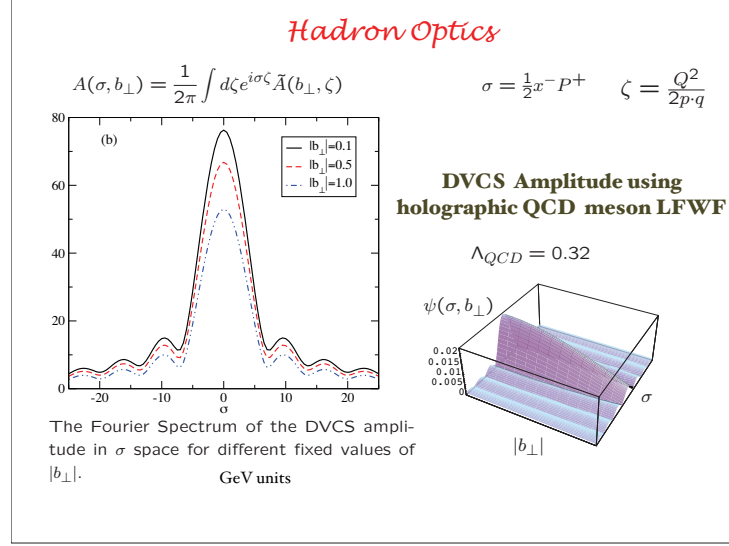 Hadron Optics
A(σ, b⊥) = 1/2π ∫ dζ e^{iσζ} Ã(b⊥, ζ)
σ = ½ x⁻ P⁺
ζ = Q²/2p·q
80
60
40
20
0
-20
-10
0
10
20
σ
(b)
|b⊥|=0.1
|b⊥|=0.5
|b⊥|=1.0
The Fourier Spectrum of the DVCS ampli-
tude in σ space for different fixed values of
|b⊥|.
GeV units
DVCS Amplitude using
holographic QCD meson LFWF
Λ_{QCD} = 0.32
ψ(σ, b⊥)
0.02
0.015
0.01
0.005
0
σ
|b⊥|